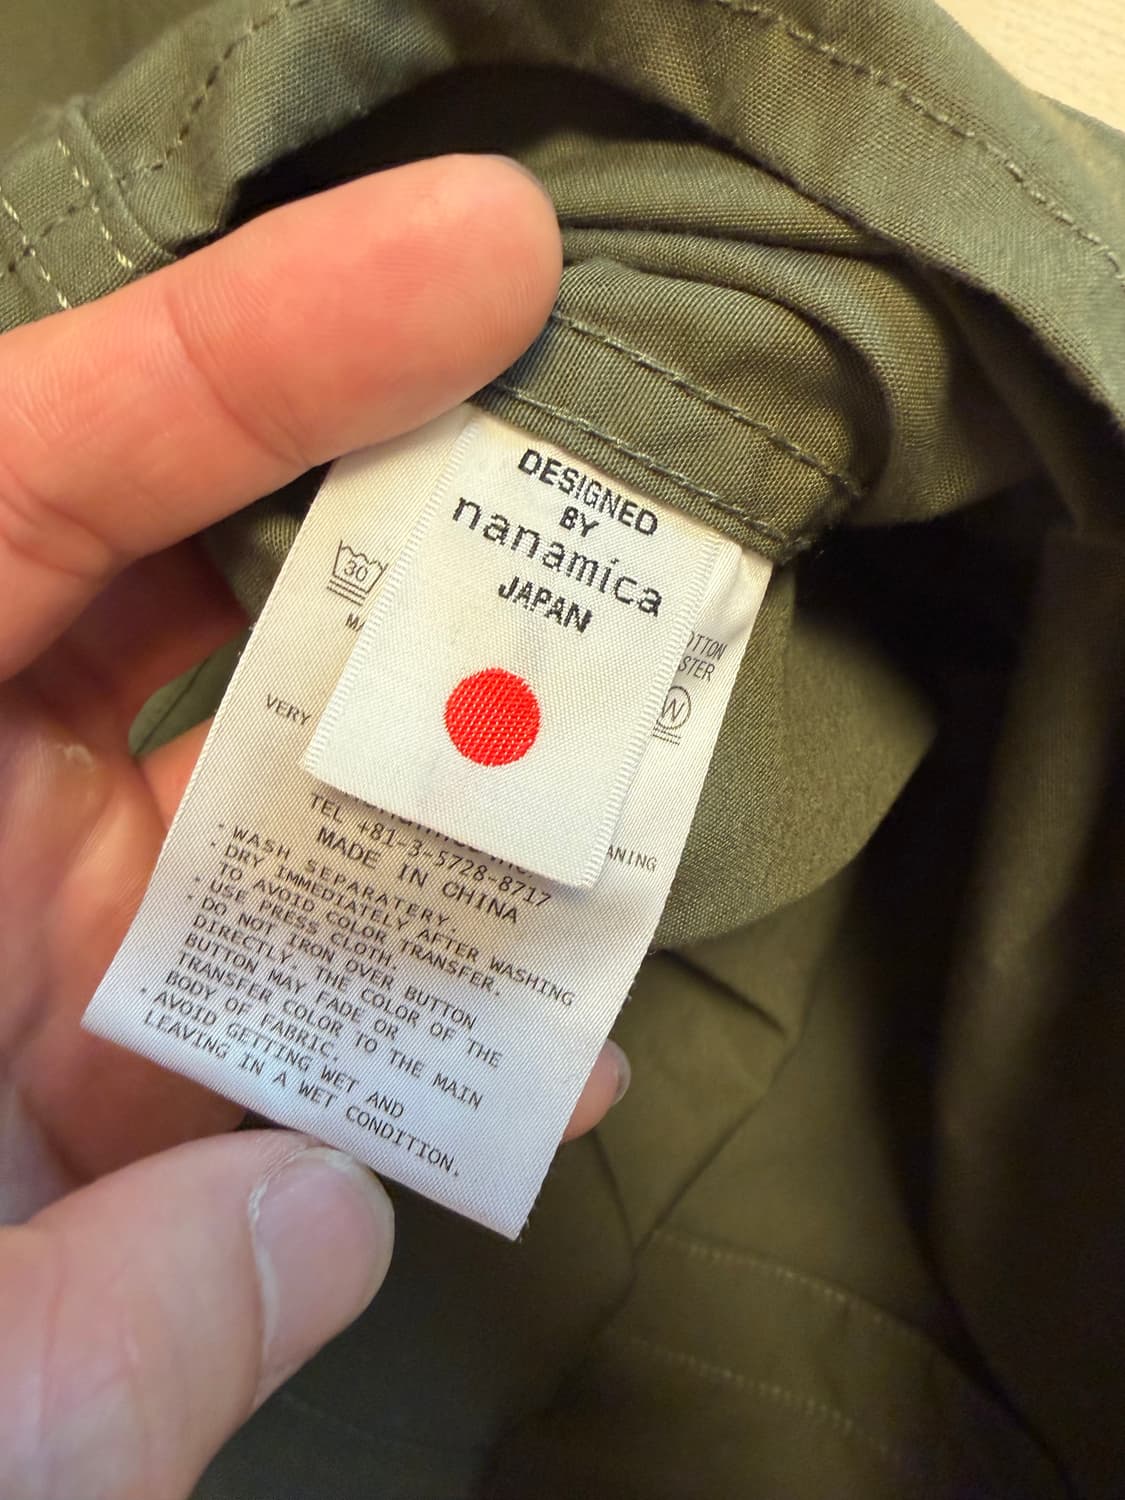 DESIGNED
BY
nanamica
JAPAN
30
W
VERY
TEL +81-3-5728-8717
MADE IN CHINA
・WASH SEPARATERY.
・DRY IMMEDIATELY AFTER WASHING
TO AVOID COLOR TRANSFER.
・USE PRESS CLOTH.
・DO NOT IRON OVER BUTTON
DIRECTLY. THE COLOR OF THE
BUTTON MAY FADE OR
TRANSFER COLOR TO THE MAIN
BODY OF FABRIC.
・AVOID GETTING WET AND
LEAVING IN A WET CONDITION.